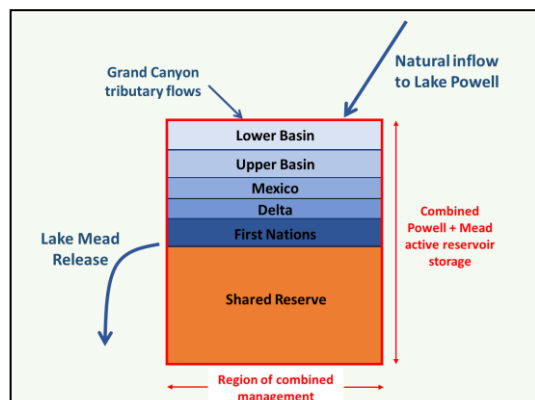 Natural inflow
to Lake Powell
Grand Canyon
tributary flows
Lower Basin
Upper Basin
Mexico
Delta
First Nations
Shared Reserve
Lake Mead
Release
Combined
Powell + Mead
active reservoir
storage
Region of combined
management